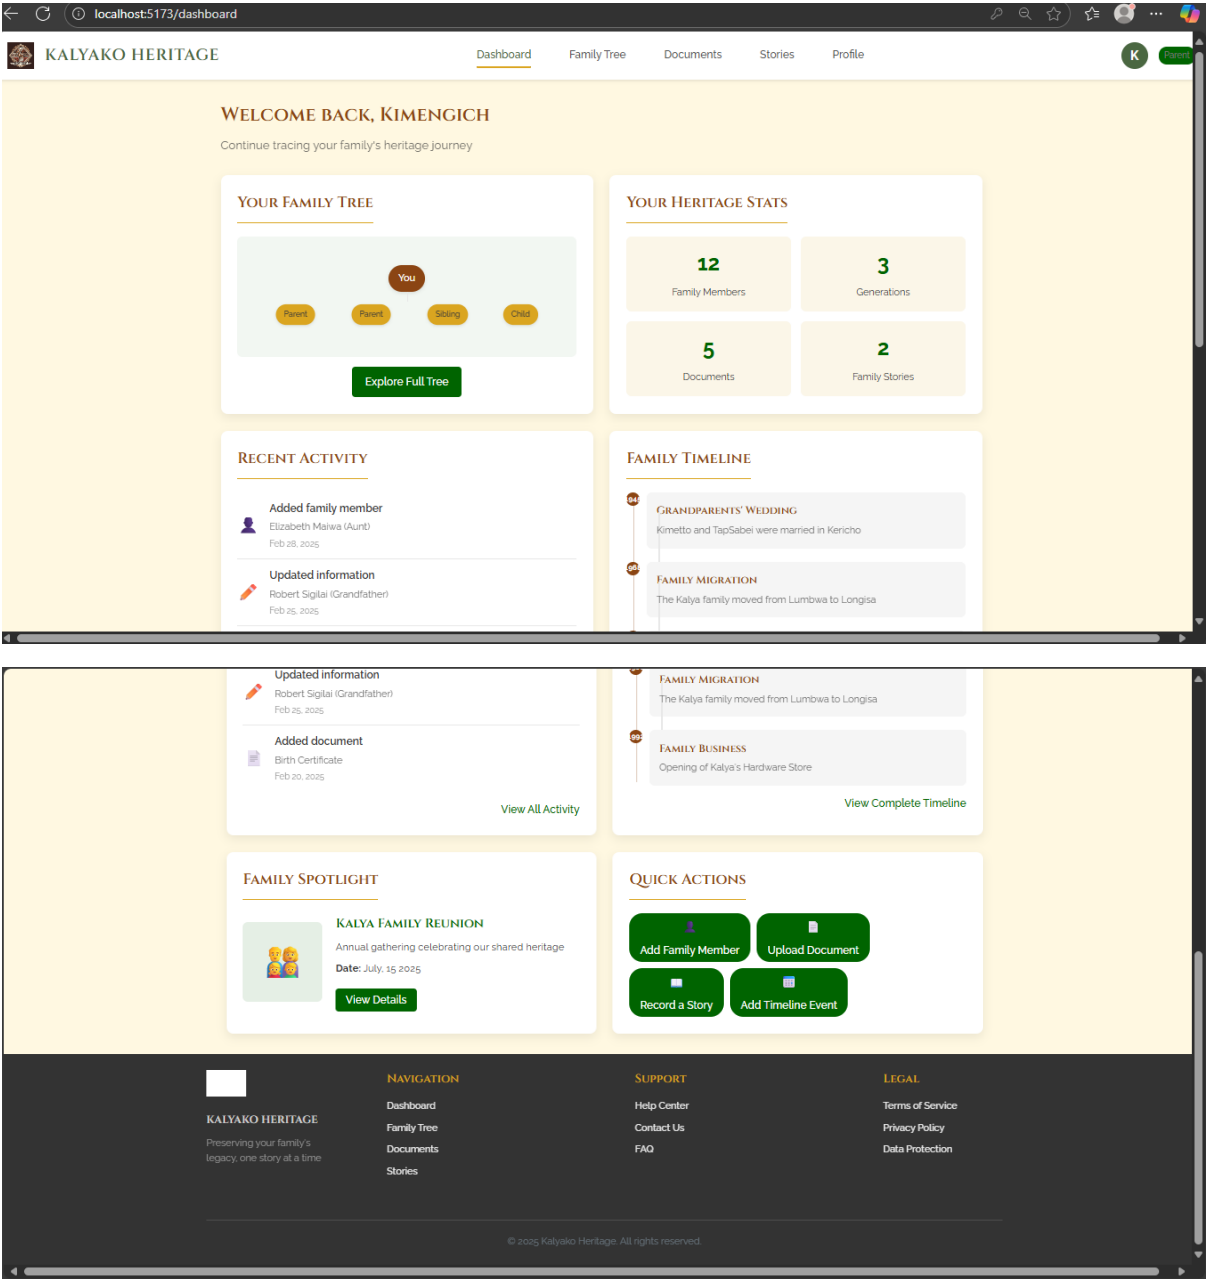 localhost:5173/dashboard
KALYAKO HERITAGE
Dashboard Family Tree Documents Stories Profile
K
Parent
WELCOME BACK, KIMENGICH
Continue tracing your family's heritage journey
YOUR FAMILY TREE
You
Parent Parent Sibling Child
Explore Full Tree
YOUR HERITAGE STATS
12
Family Members
3
Generations
5
Documents
2
Family Stories
RECENT ACTIVITY
Added family member
Elizabeth Maiwa (Aunt)
Feb 28, 2025
Updated information
Robert Sigilai (Grandfather)
Feb 25, 2025
FAMILY TIMELINE
GRANDPARENTS' WEDDING
Kimetto and TapSabei were married in Kericho
FAMILY MIGRATION
The Kalya family moved from Lumbwa to Longisa
Updated information
Robert Sigilai (Grandfather)
Feb 25, 2025
Added document
Birth Certificate
Feb 20, 2025
View All Activity
FAMILY MIGRATION
The Kalya family moved from Lumbwa to Longisa
FAMILY BUSINESS
Opening of Kalya's Hardware Store
View Complete Timeline
FAMILY SPOTLIGHT
KALYA FAMILY REUNION
Annual gathering celebrating our shared heritage
Date: July, 15 2025
View Details
QUICK ACTIONS
Add Family Member
Upload Document
Record a Story
Add Timeline Event
KALYAKO HERITAGE
Preserving your family's
legacy, one story at a time
NAVIGATION
Dashboard
Family Tree
Documents
Stories
SUPPORT
Help Center
Contact Us
FAQ
LEGAL
Terms of Service
Privacy Policy
Data Protection
© 2025 Kalyako Heritage. All rights reserved.